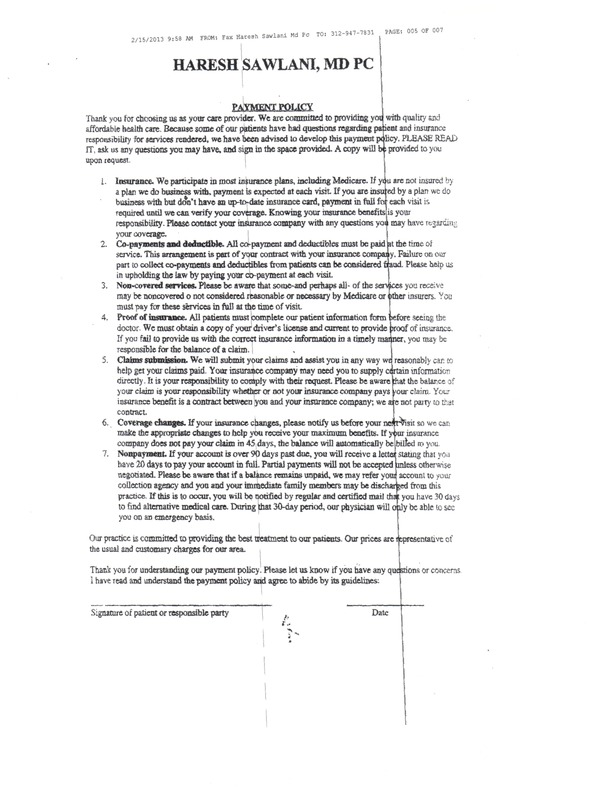 2/15/2013 9:58 AM FROM: Fax Haresh Sawlani Md Pc TO: 312-947-7831 PAGE: 005 OF 007
HARESH SAWLANI, MD PC
PAYMENT POLICY
Thank you for choosing us as your care provider. We are committed to providing you with quality and
affordable health care. Because some of our patients have had questions regarding patient and insurance
responsibility for services rendered, we have been advised to develop this payment policy. PLEASE READ
IT, ask us any questions you may have, and sign in the space provided. A copy will be provided to you
upon request.
1. Insurance. We participate in most insurance plans, including Medicare. If you are not insured by
a plan we do business with, payment is expected at each visit. If you are insured by a plan we do
business with but don't have an up-to-date insurance card, payment in full for each visit is
required until we can verify your coverage. Knowing your insurance benefits is your
responsibility. Please contact your insurance company with any questions you may have regarding
your coverage.
2. Co-payments and deductible. All co-payment and deductibles must be paid at the time of
service. This arrangement is part of your contract with your insurance company. Failure on our
part to collect co-payments and deductibles from patients can be considered fraud. Please help us
in upholding the law by paying your co-payment at each visit.
3. Non-covered services. Please be aware that some-and perhaps all- of the services you receive
may be noncovered o not considered reasonable or necessary by Medicare or other insurers. You
must pay for these services in full at the time of visit.
4. Proof of insurance. All patients must complete our patient information form before seeing the
doctor. We must obtain a copy of your driver's license and current to provide proof of insurance.
If you fail to provide us with the correct insurance information in a timely manner, you may be
responsible for the balance of a claim.
5. Claims submission. We will submit your claims and assist you in any way we reasonably can to
help get your claims paid. Your insurance company may need you to supply certain information
directly. It is your responsibility to comply with their request. Please be aware that the balance of
your claim is your responsibility whether or not your insurance company pays your claim. Your
insurance benefit is a contract between you and your insurance company; we are not party to that
contract.
6. Coverage changes. If your insurance changes, please notify us before your next visit so we can
make the appropriate changes to help you receive your maximum benefits. If your insurance
company does not pay your claim in 45 days, the balance will automatically be billed to you.
7. Nonpayment. If your account is over 90 days past due, you will receive a letter stating that you
have 20 days to pay your account in full. Partial payments will not be accepted unless otherwise
negotiated. Please be aware that if a balance remains unpaid, we may refer your account to your
collection agency and you and your immediate family members may be discharged from this
practice. If this is to occur, you will be notified by regular and certified mail that you have 30 days
to find alternative medical care. During that 30-day period, our physician will only be able to see
you on an emergency basis.
Our practice is committed to providing the best treatment to our patients. Our prices are representative of
the usual and customary charges for our area.
Thank you for understanding our payment policy. Please let us know if you have any questions or concerns
I have read and understand the payment policy and agree to abide by its guidelines:
Signature of patient or responsible party Date